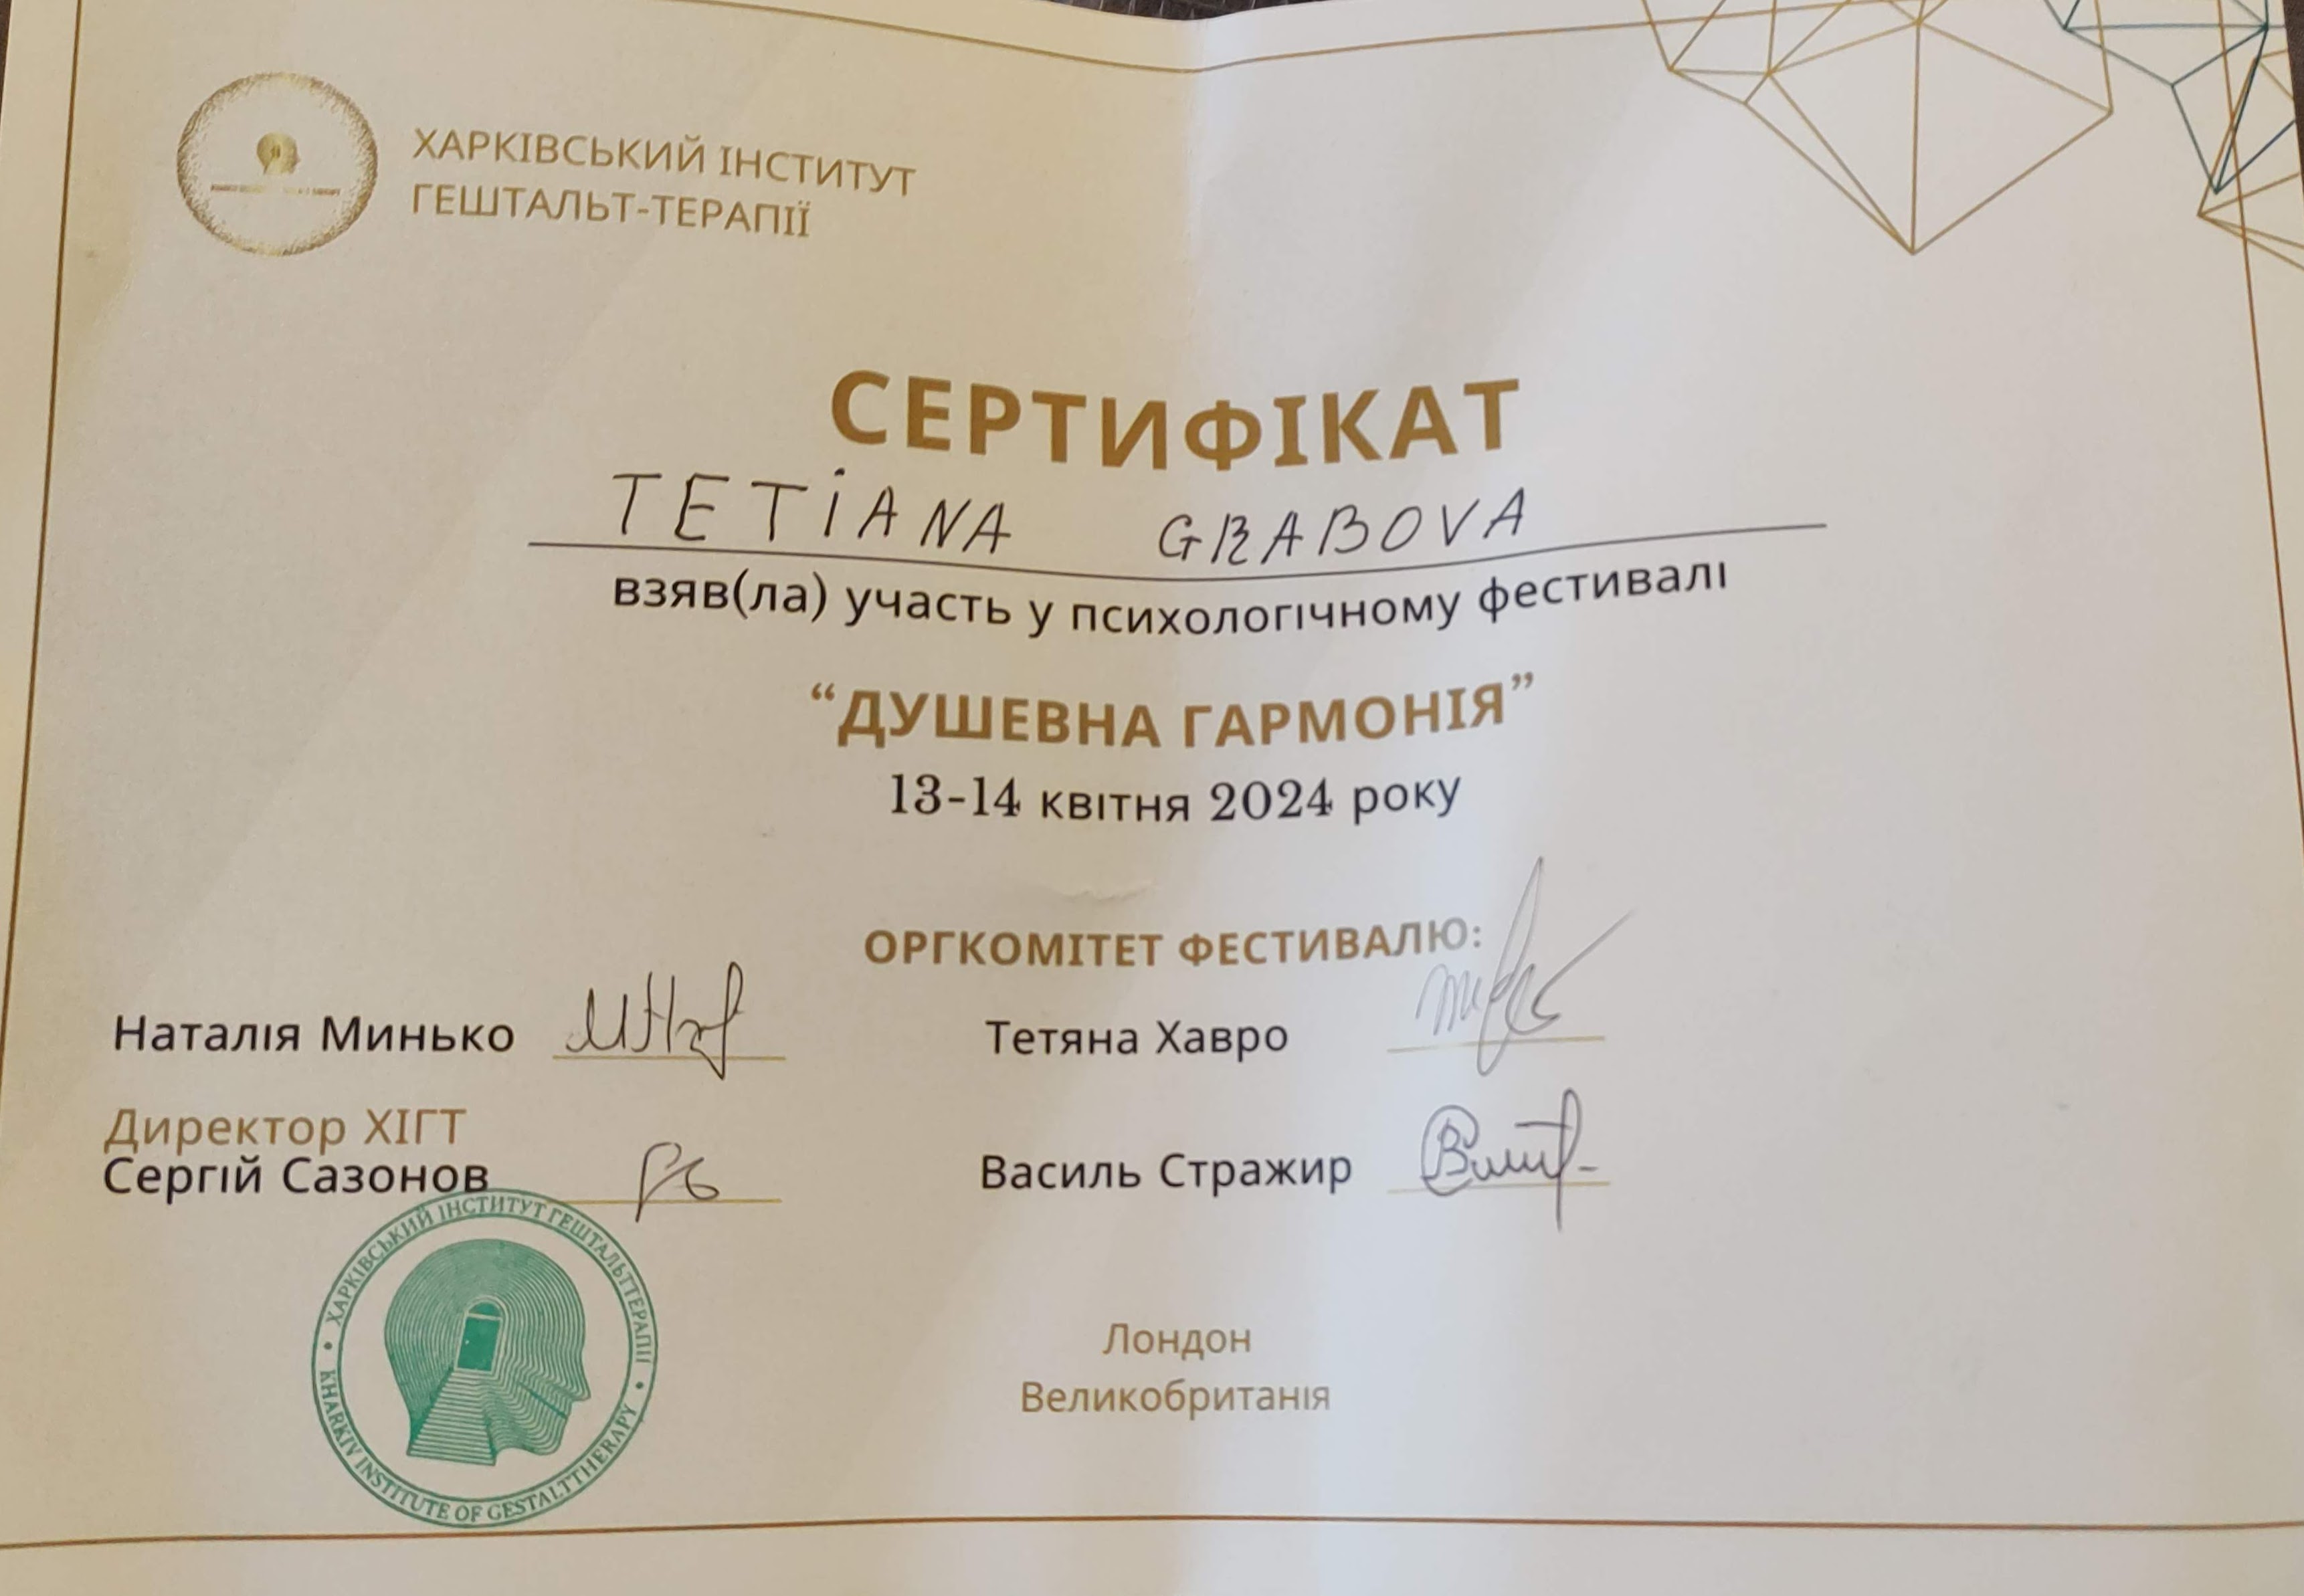 ХАРКІВСЬКИЙ ІНСТИТУТ
ГЕШТАЛЬТ-ТЕРАПІЇ
СЕРТИФІКАТ
TETiANA GRABOVA
взяв(ла) участь у психологічному фестивалі
“ДУШЕВНА ГАРМОНІЯ”
13-14 квітня 2024 року
ОРГКОМІТЕТ ФЕСТИВАЛЮ:
Наталія Минько
Тетяна Хавро
Директор ХІГТ
Сергій Сазонов
Василь Стражир
ХАРКІВСЬКИЙ ІНСТИТУТ ГЕШТАЛЬТТЕРАПІЇ
KHARKIV INSTITUTE OF GESTALTTHERAPY
Лондон
Великобританія